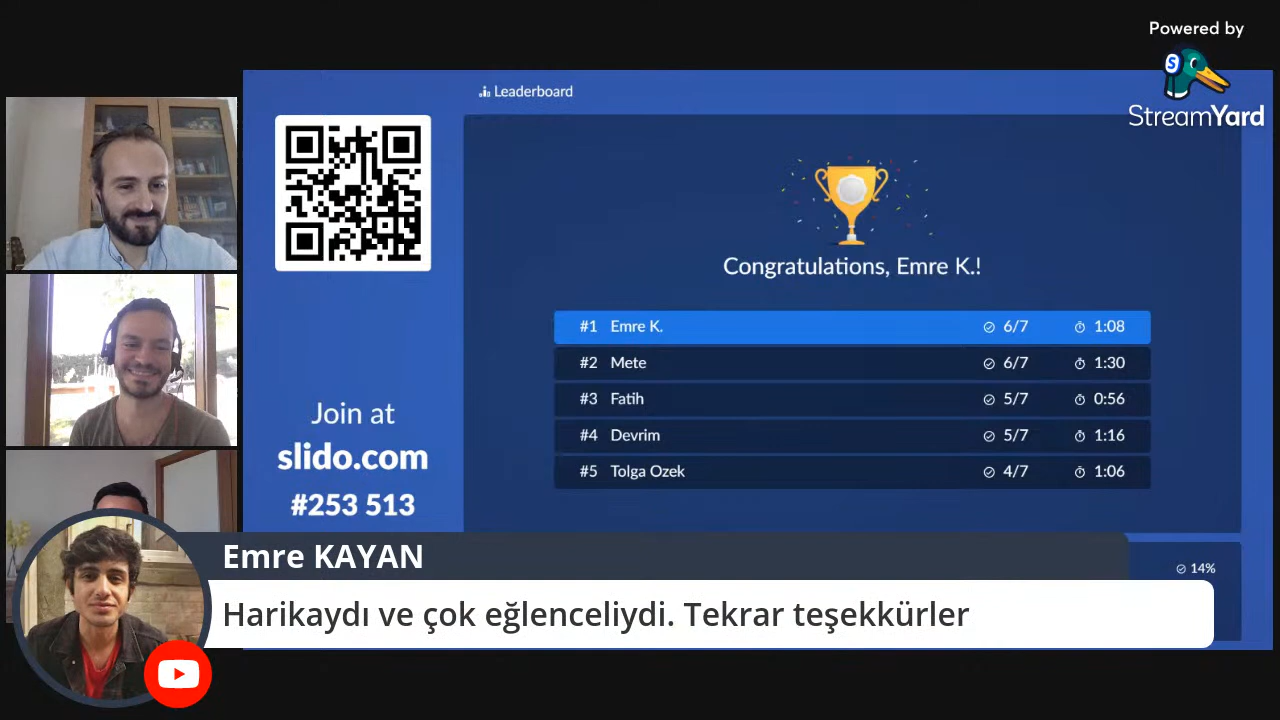 Powered by
StreamYard
Leaderboard
Congratulations, Emre K.!
#1 Emre K. 6/7 1:08
#2 Mete 6/7 1:30
#3 Fatih 5/7 0:56
#4 Devrim 5/7 1:16
#5 Tolga Ozek 4/7 1:06
Join at
slido.com
#253 513
14%
Emre KAYAN
Harikaydı ve çok eğlenceliydi. Tekrar teşekkürler